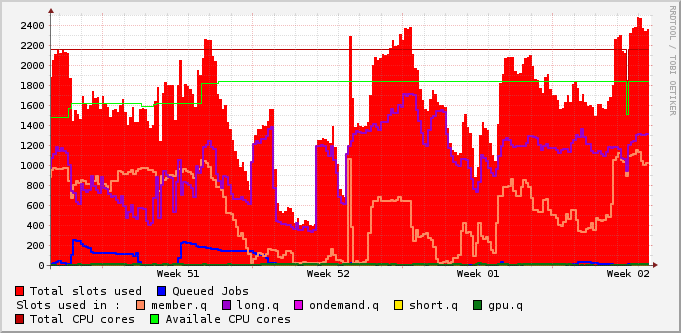 RRDTOOL / TOBI OETIKER
2400
2200
2000
1800
1600
1400
1200
1000
800
600
400
200
0
Week 51 Week 52 Week 01 Week 02
Total slots used Queued Jobs
Slots used in : member.q long.q ondemand.q short.q gpu.q
Total CPU cores Availale CPU cores